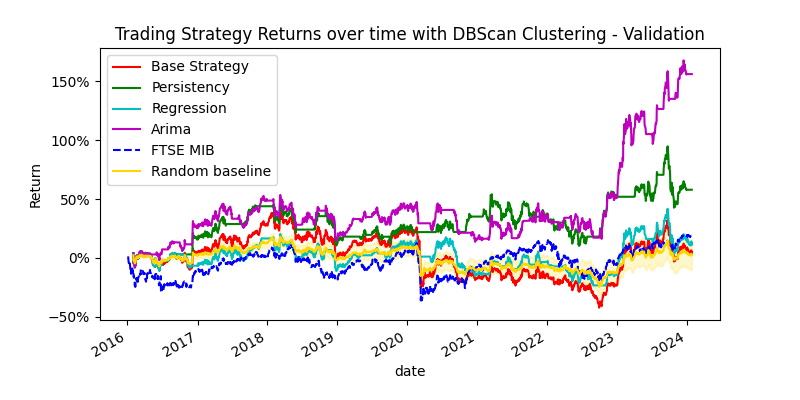 Trading Strategy Returns over time with DBScan Clustering - Validation
Return
150%
100%
50%
0%
−50%
Base Strategy
Persistency
Regression
Arima
FTSE MIB
Random baseline
2016
2017
2018
2019
2020
2021
2022
2023
2024
date